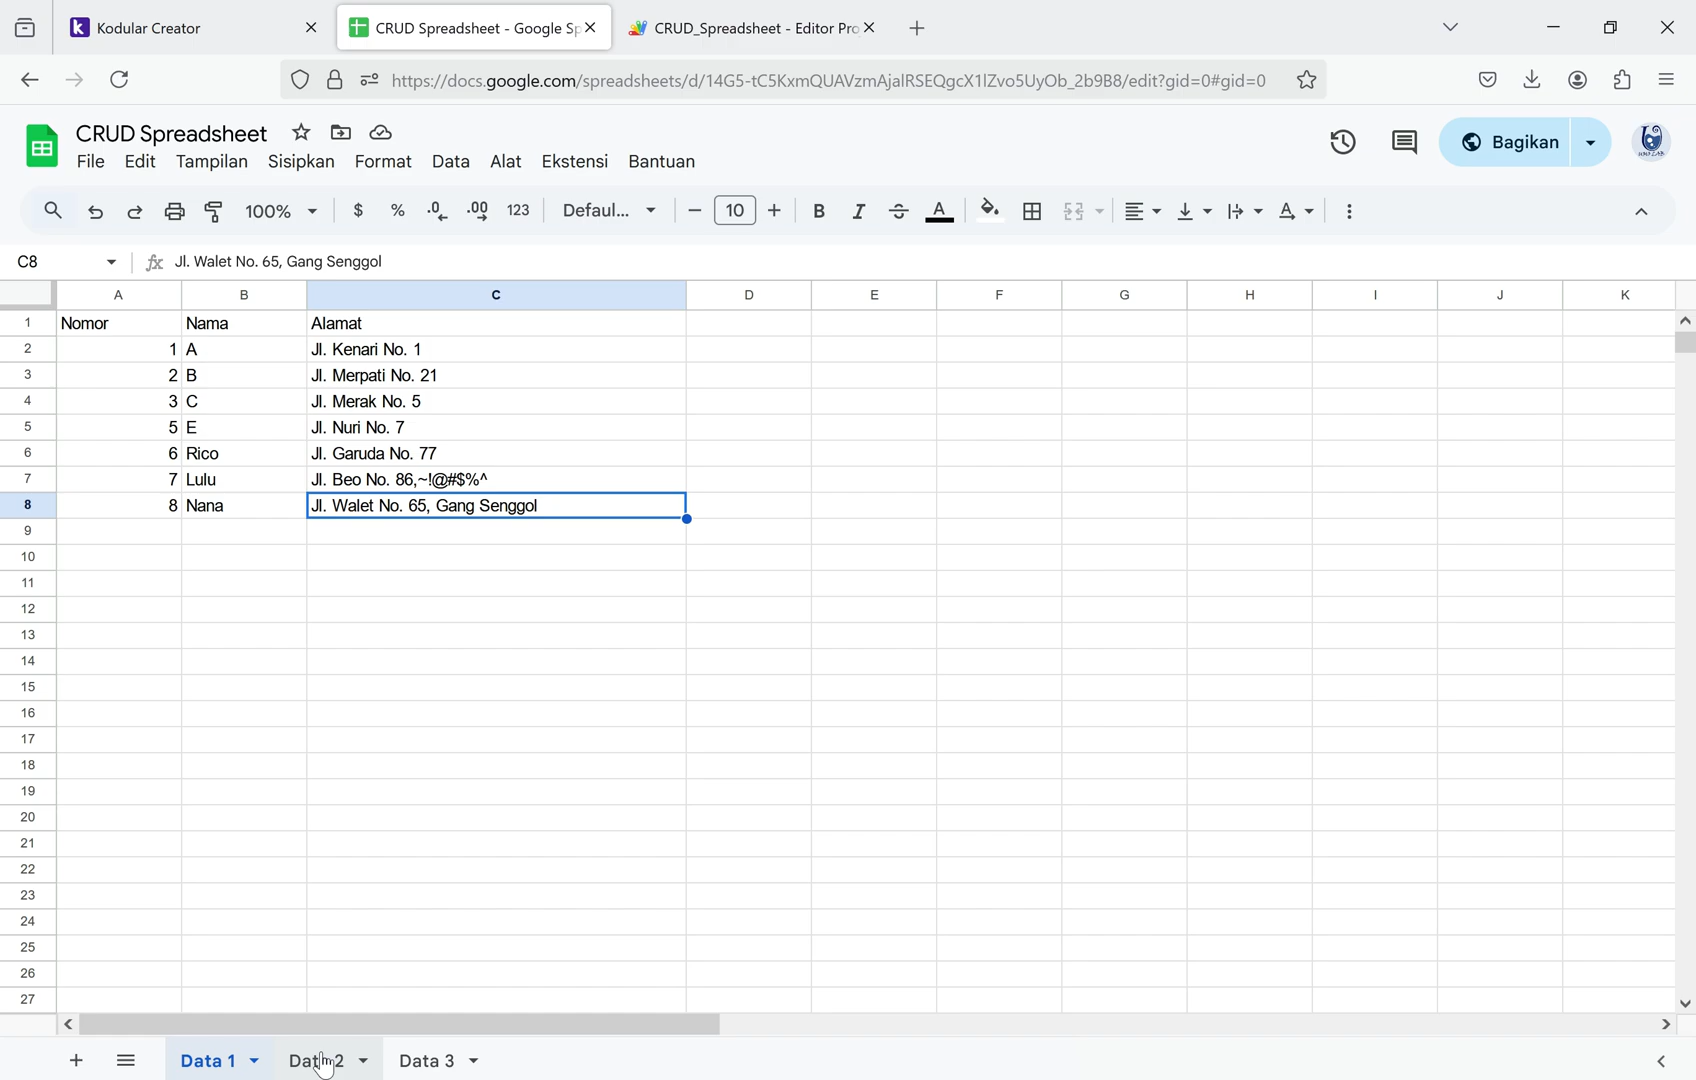 Kodular Creator
CRUD Spreadsheet - Google Sp
CRUD_Spreadsheet - Editor Pro
https://docs.google.com/spreadsheets/d/14G5-tC5KxmQUAVzmAjalRSEQgcX1lZvo5UyOb_2b9B8/edit?gid=0#gid=0
CRUD Spreadsheet
File Edit Tampilan Sisipkan Format Data Alat Ekstensi Bantuan
Bagikan
100% $ % .0 .00 123 Defaul... 10 B I S A
C8 fx Jl. Walet No. 65, Gang Senggol
A B C D E F G H I J K
1 Nomor Nama Alamat
2 1 A Jl. Kenari No. 1
3 2 B Jl. Merpati No. 21
4 3 C Jl. Merak No. 5
5 5 E Jl. Nuri No. 7
6 6 Rico Jl. Garuda No. 77
7 7 Lulu Jl. Beo No. 86,~!@#$%^
8 8 Nana Jl. Walet No. 65, Gang Senggol
9
10
11
12
13
14
15
16
17
18
19
20
21
22
23
24
25
26
27
Data 1 Data 2 Data 3